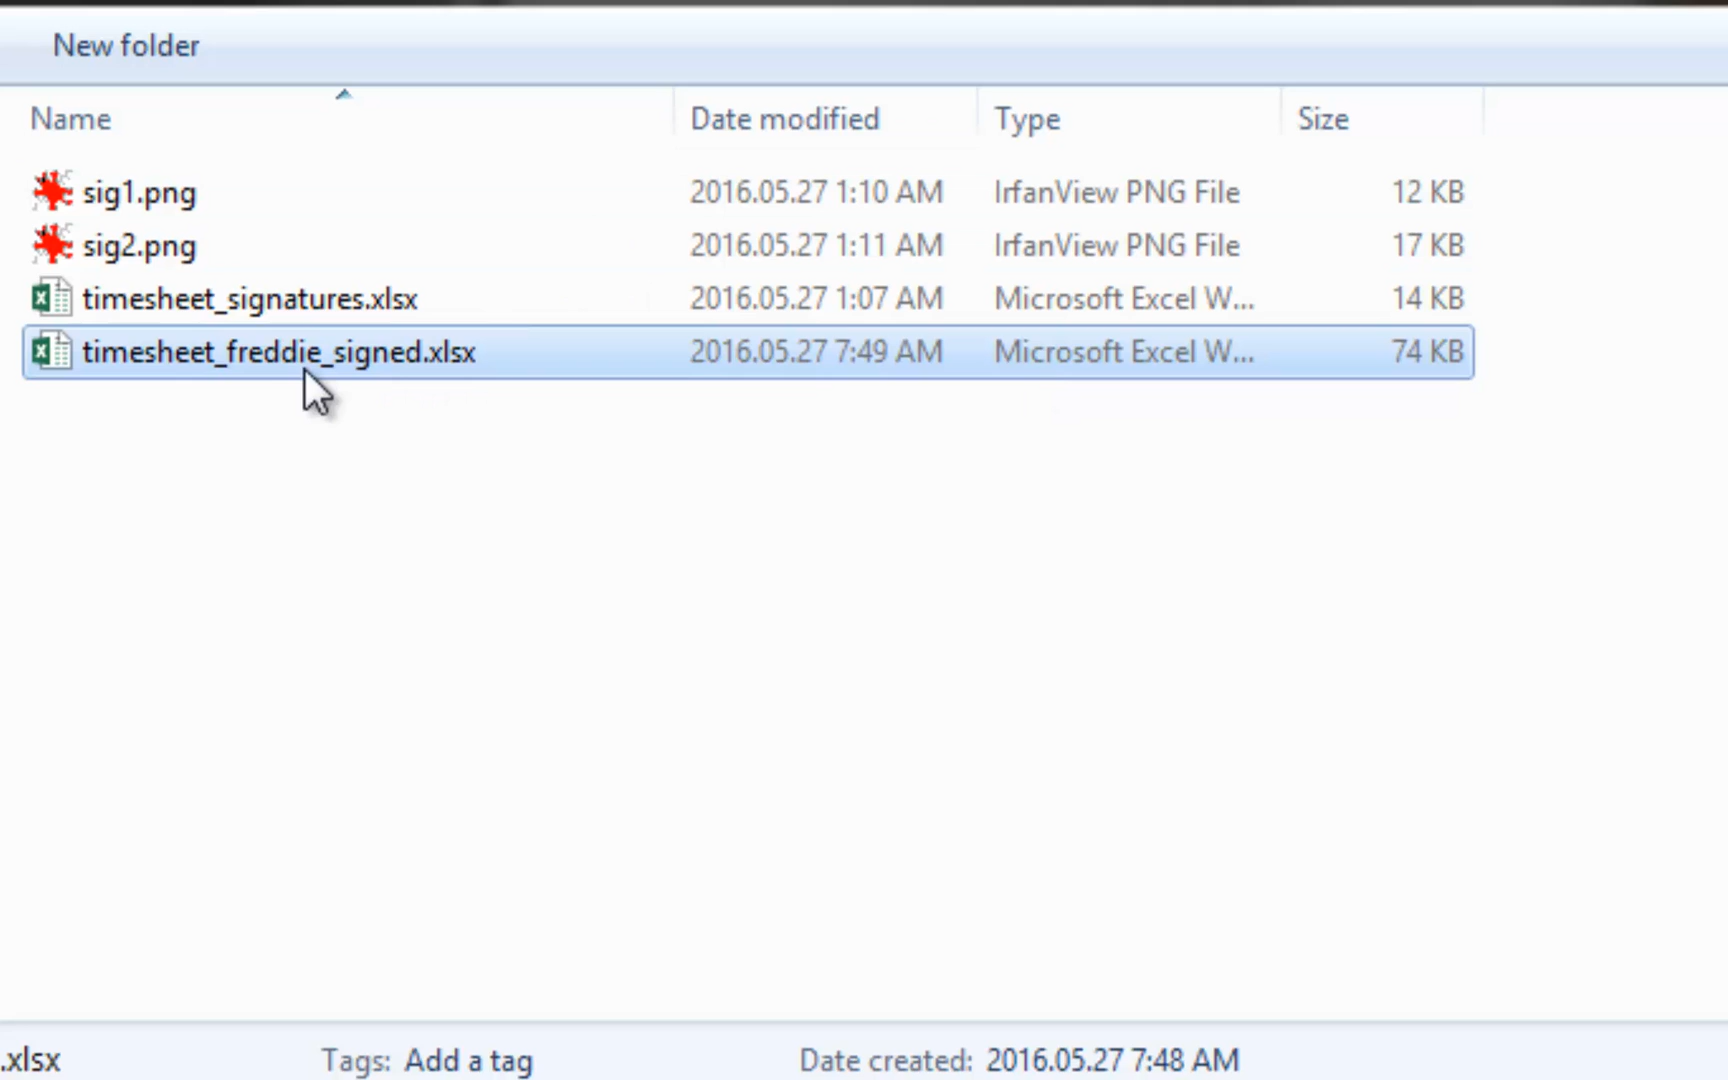 New folder
Name Date modified Type Size
sig1.png 2016.05.27 1:10 AM IrfanView PNG File 12 KB
sig2.png 2016.05.27 1:11 AM IrfanView PNG File 17 KB
timesheet_signatures.xlsx 2016.05.27 1:07 AM Microsoft Excel W... 14 KB
timesheet_freddie_signed.xlsx 2016.05.27 7:49 AM Microsoft Excel W... 74 KB
.xlsx Tags: Add a tag Date created: 2016.05.27 7:48 AM